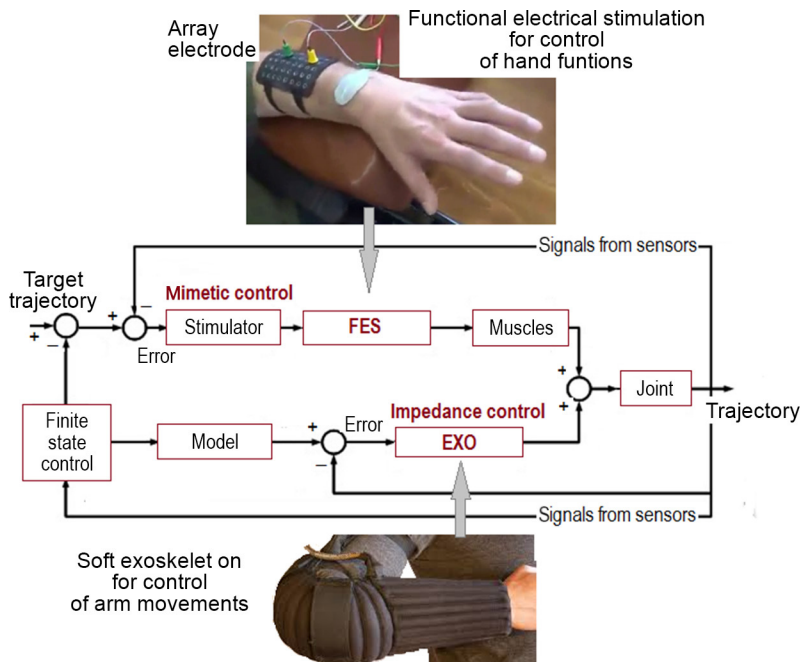 Array
electrode
Functional electrical stimulation
for control
of hand funtions
Signals from sensors
Target
trajectory
Mimetic control
+
−
+
−
Stimulator
FES
Muscles
Error
+
+
Joint
Trajectory
Finite
state
control
Model
+
−
Error
Impedance control
EXO
Signals from sensors
Soft exoskelet on
for control
of arm movements